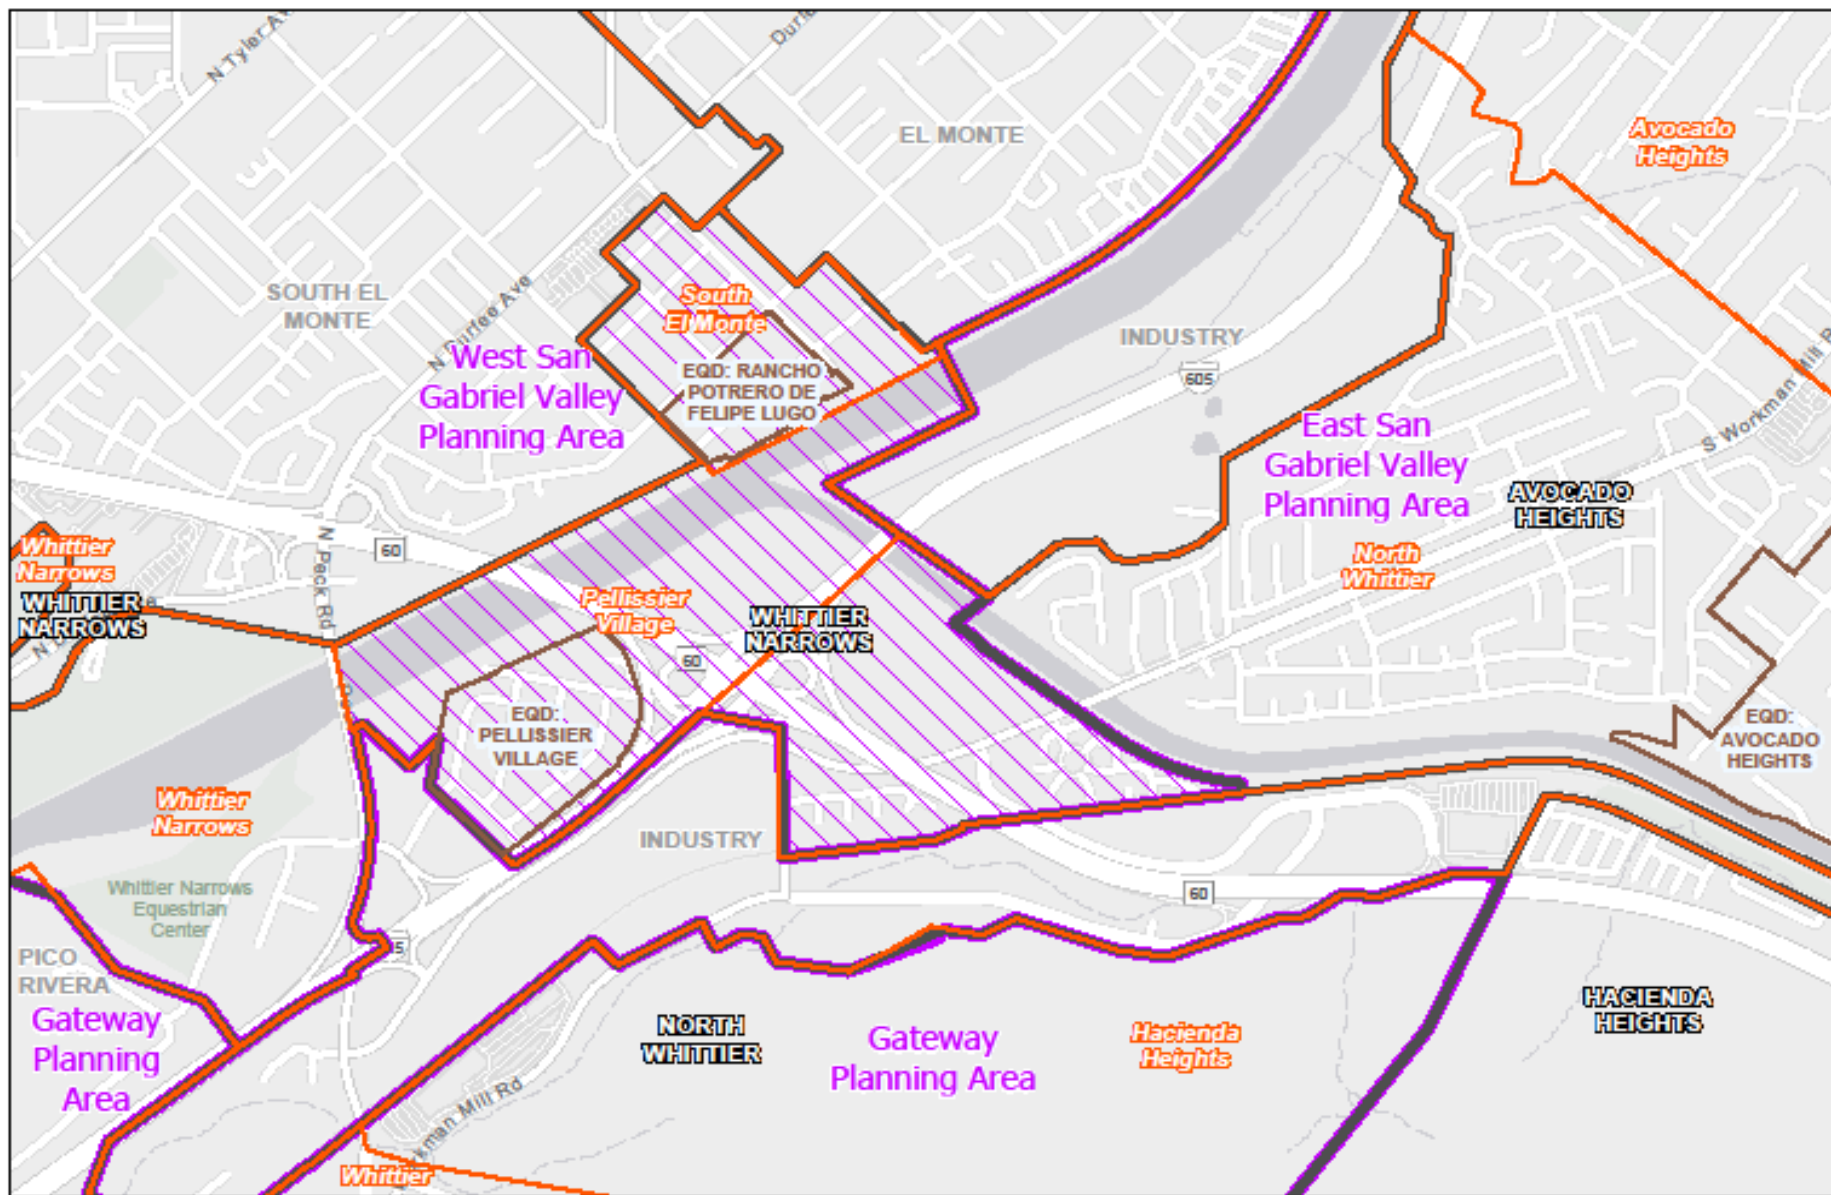 N Tyler Av
Durfe
EL MONTE
Avocado
Heights
SOUTH EL
MONTE
N Durfee Ave
South
El Monte
INDUSTRY
605
West San
Gabriel Valley
Planning Area
EQD: RANCHO
POTRERO DE
FELIPE LUGO
S Workman Mill R
East San
Gabriel Valley
Planning Area
AVOCADO
HEIGHTS
North
Whittier
N Peck Rd
60
Whittier
Narrows
WHITTIER
NARROWS
Pellissier
Village
WHITTIER
NARROWS
60
EQD:
PELLISSIER
VILLAGE
EQD:
AVOCADO
HEIGHTS
Whittier
Narrows
INDUSTRY
Whittier Narrows
Equestrian
Center
60
PICO
RIVERA
5
Gateway
Planning
Area
NORTH
WHITTIER
Gateway
Planning Area
Hacienda
Heights
HACIENDA
HEIGHTS
rkman Mill Rd
Whittier